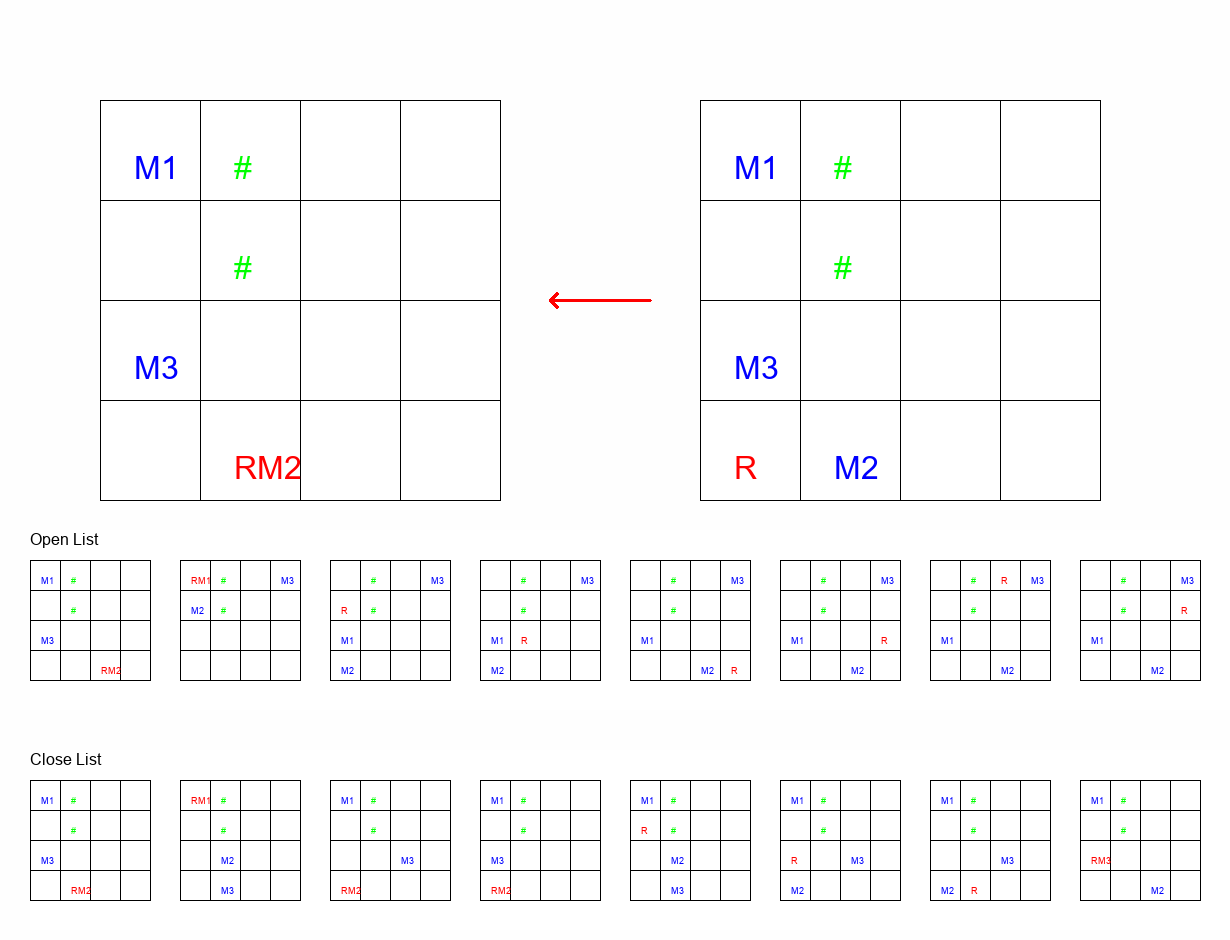 M1 # M1 #
# #
M3 M3
RM2 R M2
Open List
M1 # RM1 # M3 # M3 # M3 # M3 # M3 # R M3 # M3
# M2 # R # # # # # # R
M3 M1 M1 R M1 M1 R M1 M1
RM2 M2 M2 M2 R M2 M2 M2
Close List
M1 # RM1 # M1 # M1 # M1 # M1 # M1 # M1 #
# # # # R # # # #
M3 M2 M3 M3 M2 R M3 M3 RM3
RM2 M3 RM2 RM2 M3 M2 M2 R M2